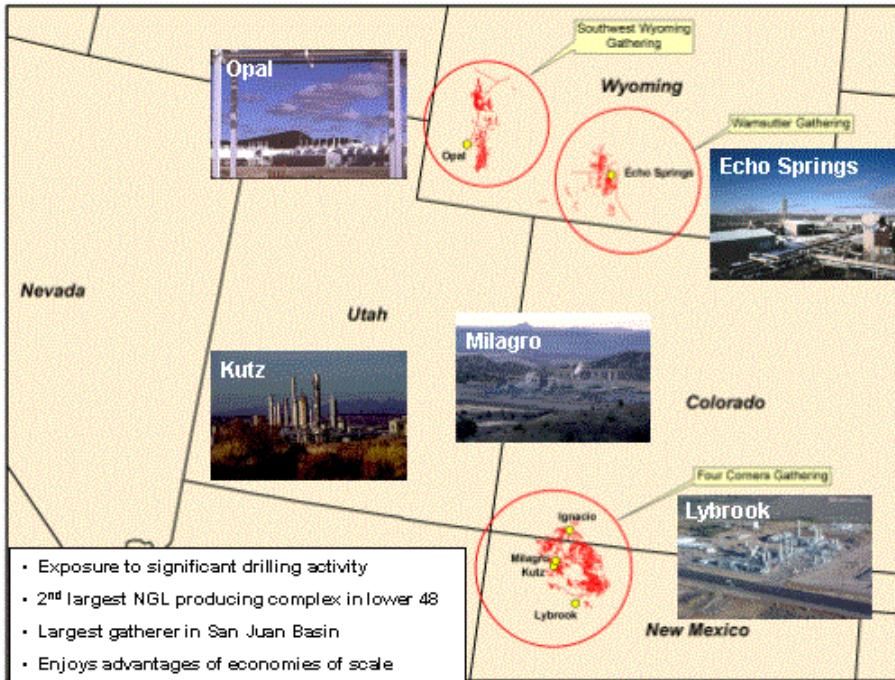 Southwest Wyoming
Gathering
Opal
Wyoming
Wamsutter Gathering
Opal
Echo Springs
Echo Springs
Nevada
Utah
Milagro
Kutz
Colorado
Four Corners Gathering
Ignacio
Lybrook
Milagro
Kutz
Lybrook
New Mexico
• Exposure to significant drilling activity
• 2nd largest NGL producing complex in lower 48
• Largest gatherer in San Juan Basin
• Enjoys advantages of economies of scale